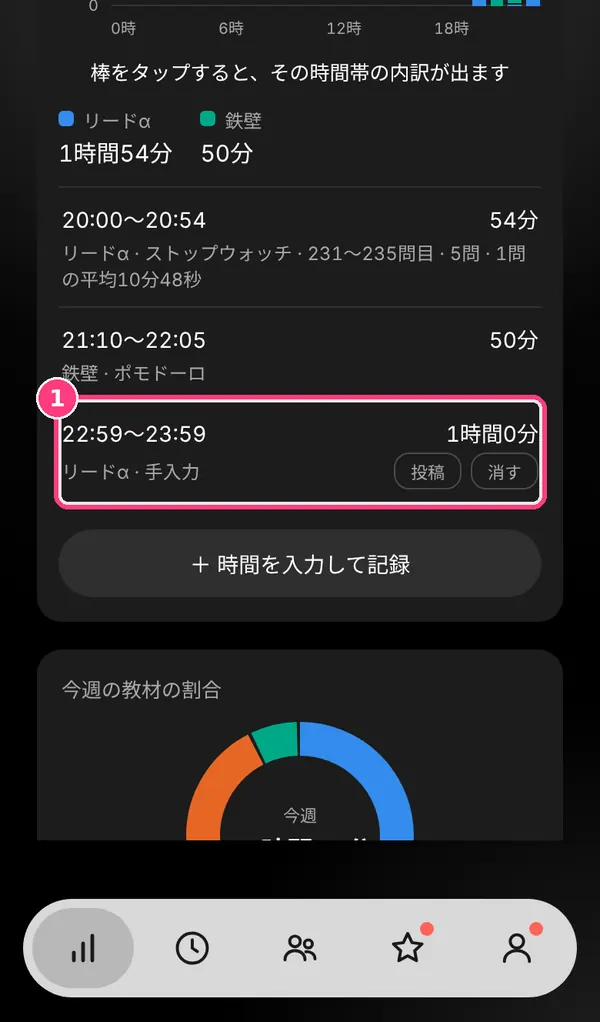 0
0時 6時 12時 18時
棒をタップすると、その時間帯の内訳が出ます
リードα 鉄壁
1時間54分 50分
20:00〜20:54 54分
リードα · ストップウォッチ · 231〜235問目 · 5問 · 1問
の平均10分48秒
21:10〜22:05 50分
鉄壁 · ポモドーロ
1
22:59〜23:59 1時間0分
リードα · 手入力 投稿 消す
＋ 時間を入力して記録
今週の教材の割合
今週